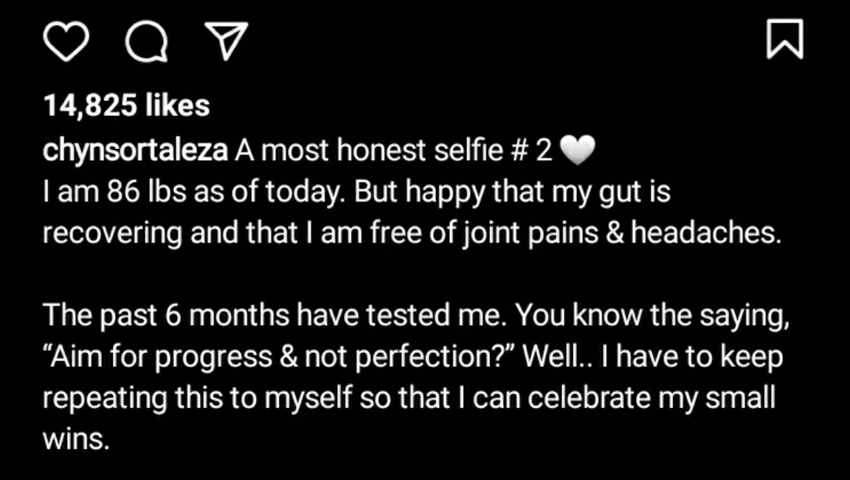 14,825 likes
chynsortaleza A most honest selfie # 2 🤍
I am 86 lbs as of today. But happy that my gut is
recovering and that I am free of joint pains & headaches.
The past 6 months have tested me. You know the saying,
“Aim for progress & not perfection?” Well.. I have to keep
repeating this to myself so that I can celebrate my small
wins.